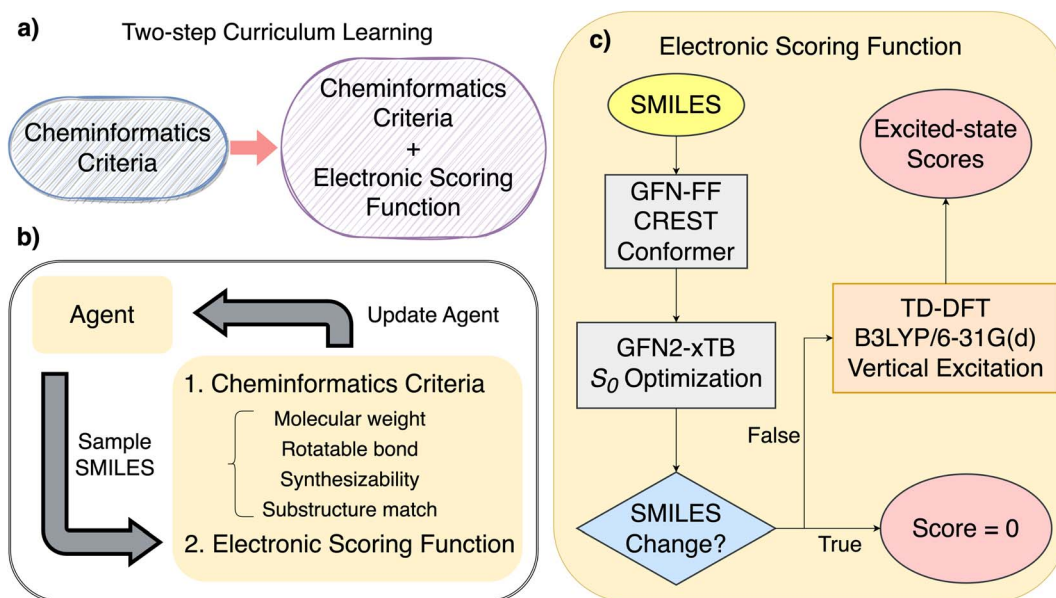 a)
Two-step Curriculum Learning
Cheminformatics
Criteria
Cheminformatics
Criteria
+
Electronic Scoring
Function
b)
Agent
Update Agent
Sample
SMILES
1. Cheminformatics Criteria
Molecular weight
Rotatable bond
Synthesizability
Substructure match
2. Electronic Scoring Function
c)
Electronic Scoring Function
SMILES
GFN-FF
CREST
Conformer
GFN2-xTB
S0 Optimization
SMILES
Change?
False
True
TD-DFT
B3LYP/6-31G(d)
Vertical Excitation
Excited-state
Scores
Score = 0